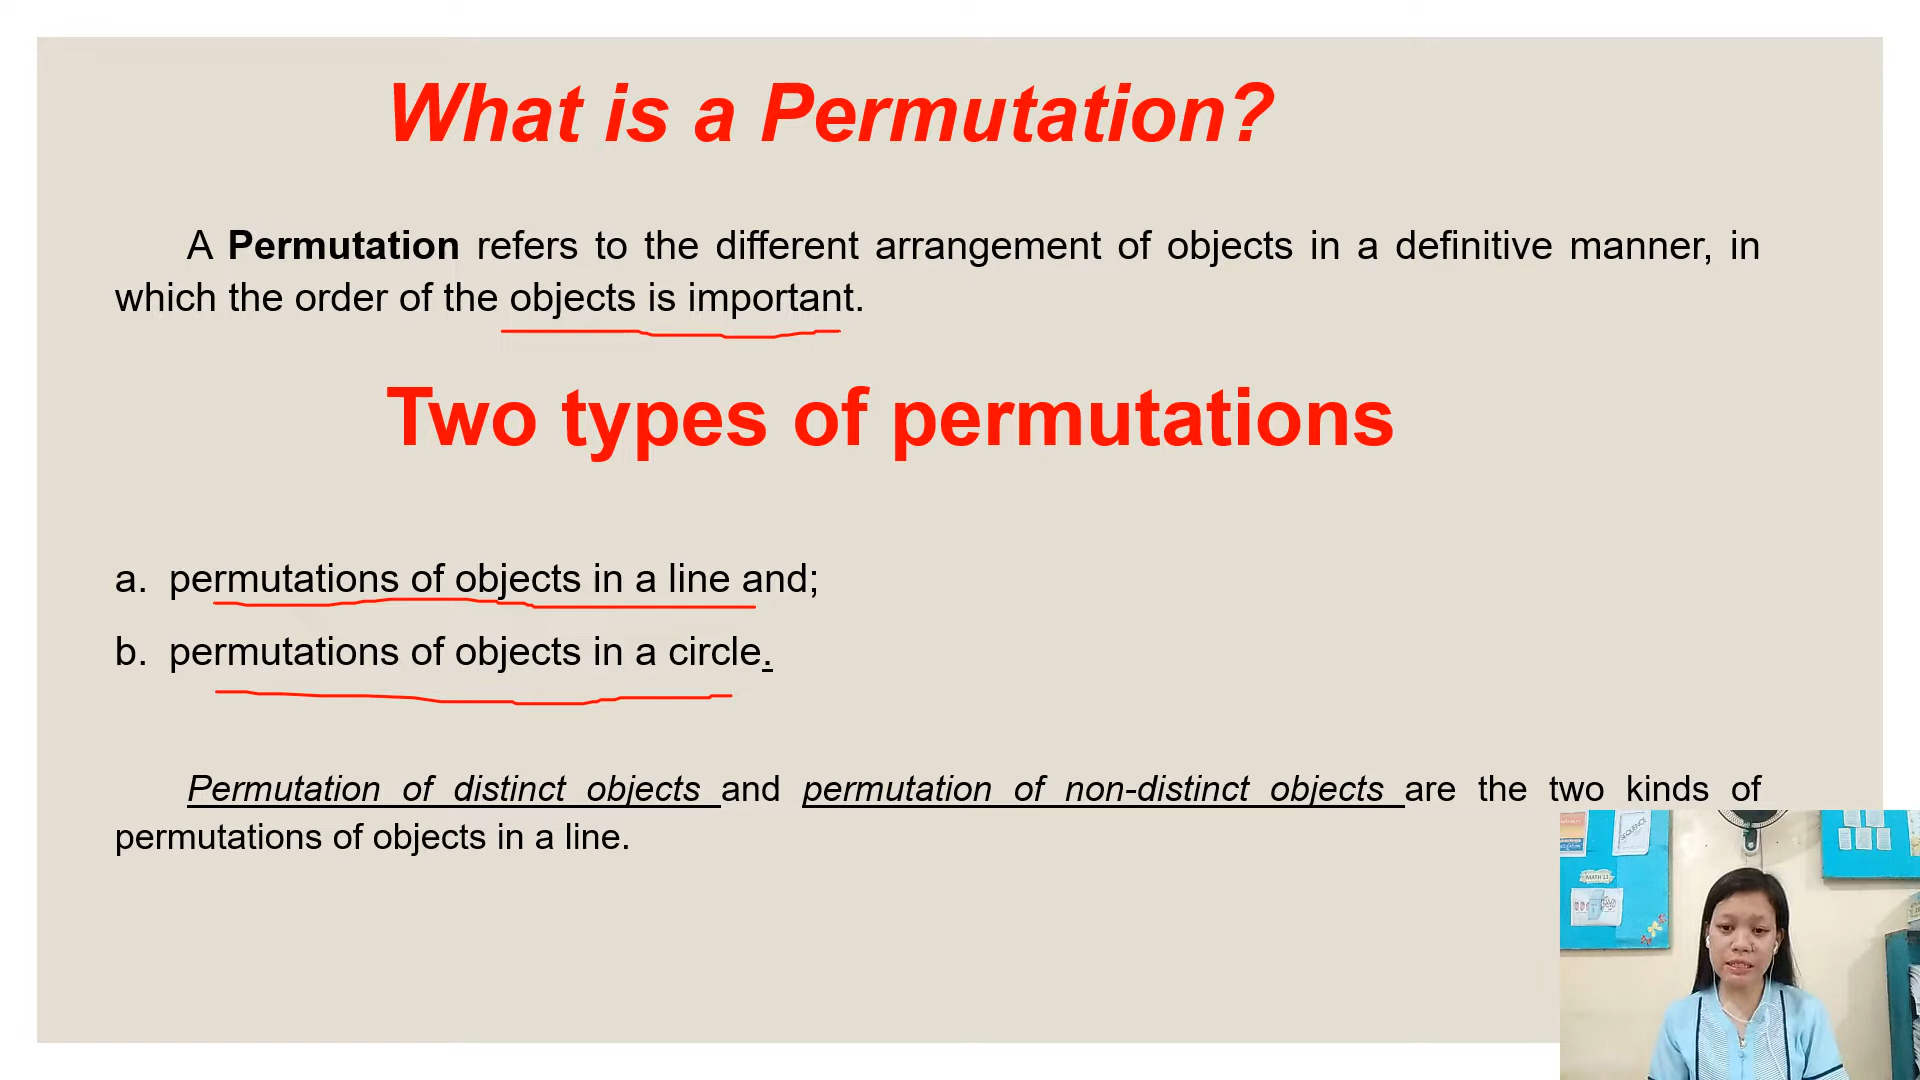 What is a Permutation?
A Permutation refers to the different arrangement of objects in a definitive manner, in
which the order of the objects is important.
Two types of permutations
a. permutations of objects in a line and;
b. permutations of objects in a circle.
Permutation of distinct objects and permutation of non-distinct objects are the two kinds of
permutations of objects in a line.
SEQUENCE
MATH 11